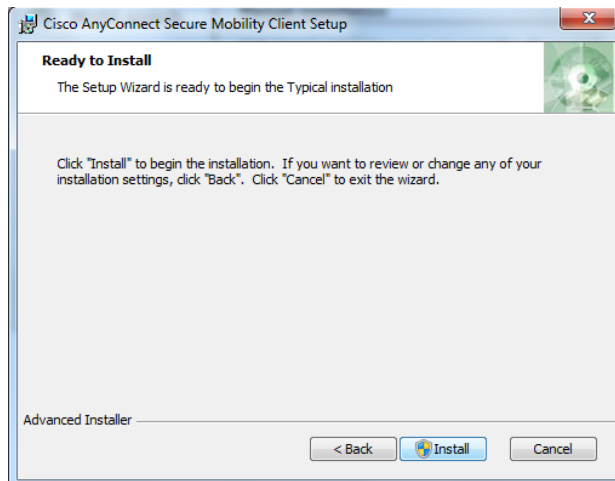 Cisco AnyConnect Secure Mobility Client Setup
Ready to Install
The Setup Wizard is ready to begin the Typical installation
Click "Install" to begin the installation. If you want to review or change any of your
installation settings, click "Back". Click "Cancel" to exit the wizard.
Advanced Installer
< Back
Install
Cancel